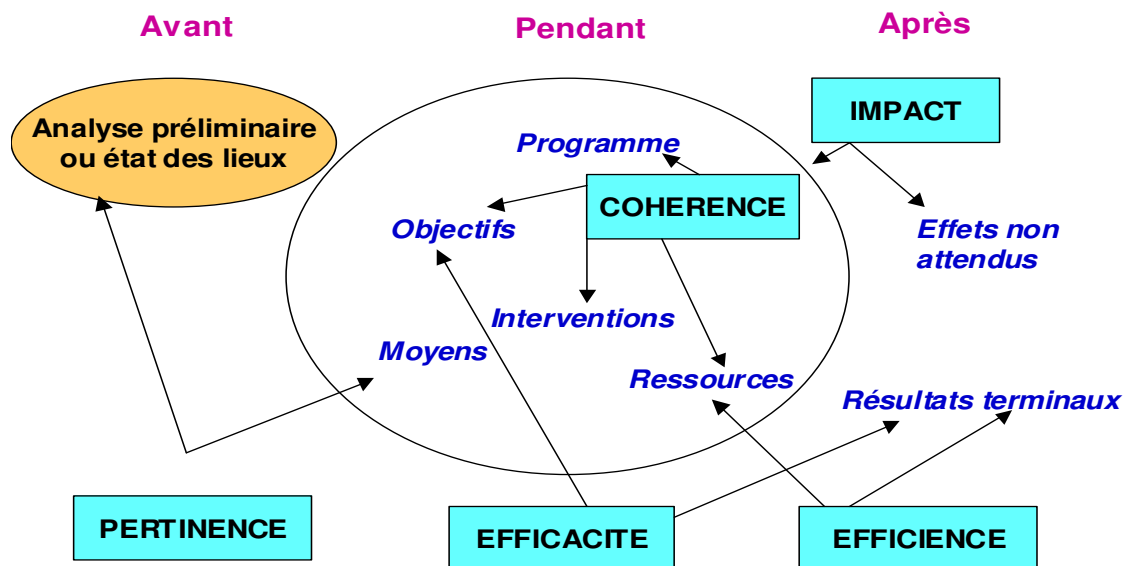 Avant
Pendant
Après
Analyse préliminaire
ou état des lieux
IMPACT
Programme
COHERENCE
Objectifs
Effets non
attendus
Interventions
Moyens
Ressources
Résultats terminaux
PERTINENCE
EFFICACITE
EFFICIENCE